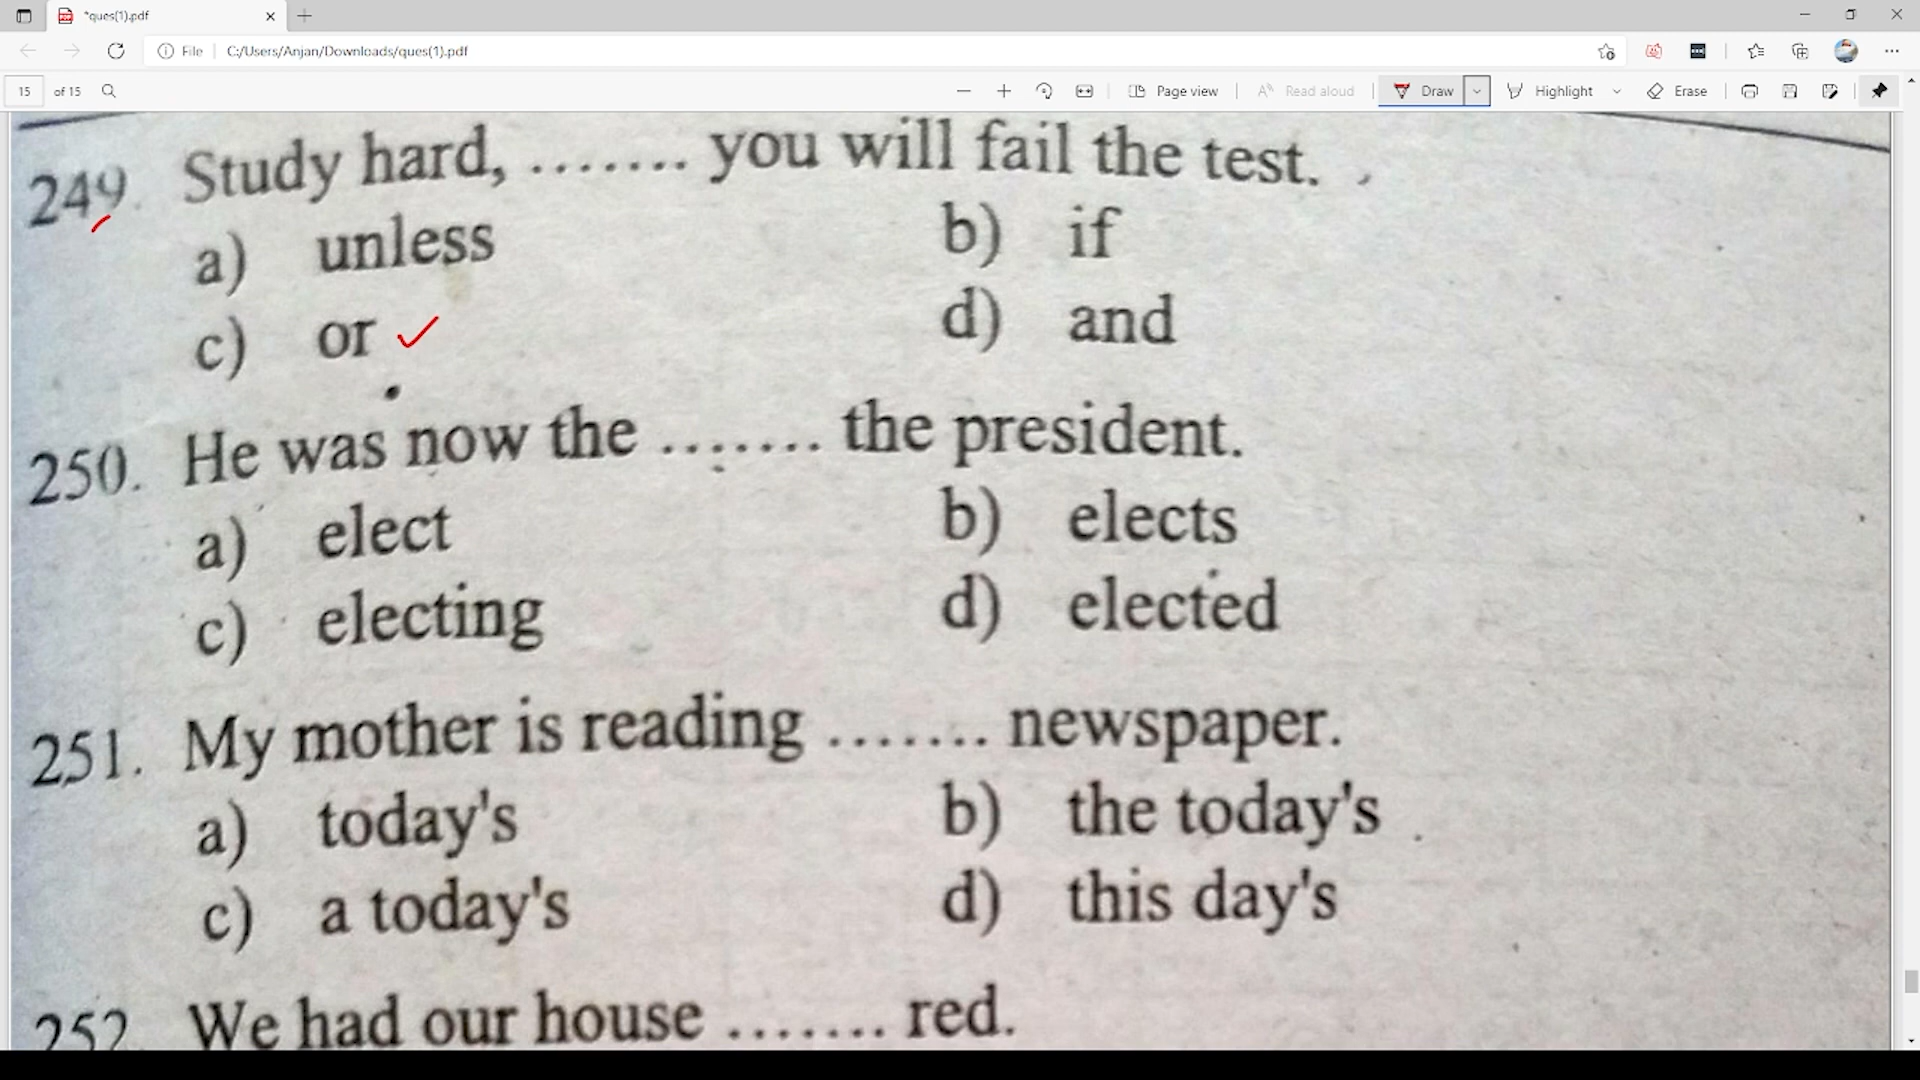 *ques(1).pdf
File C:/Users/Anjan/Downloads/ques(1).pdf
15 of 15 Page view Read aloud Draw Highlight Erase
249. Study hard, ....... you will fail the test.
a) unless b) if
c) or d) and
250. He was now the ....... the president.
a) elect b) elects
c) electing d) elected
251. My mother is reading ....... newspaper.
a) today's b) the today's
c) a today's d) this day's
252. We had our house ....... red.